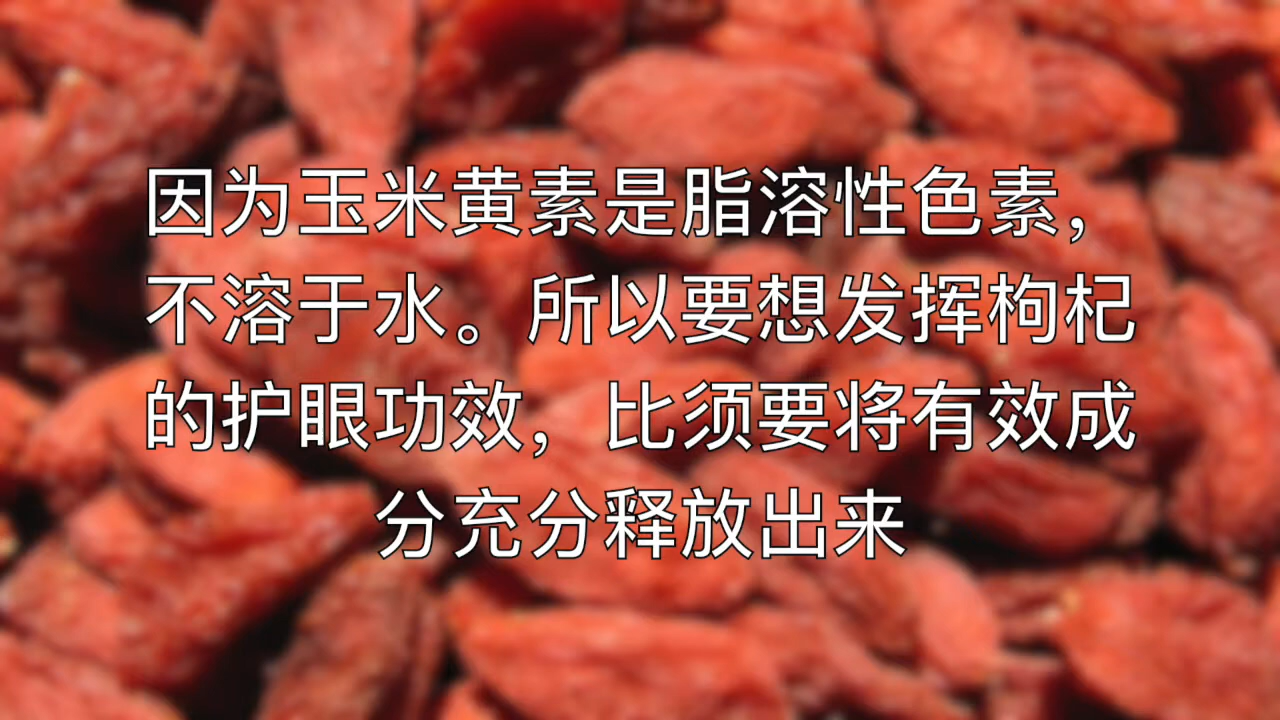 因为玉米黄素是脂溶性色素，
不溶于水。所以要想发挥枸杞
的护眼功效，比须要将有效成
分充分释放出来